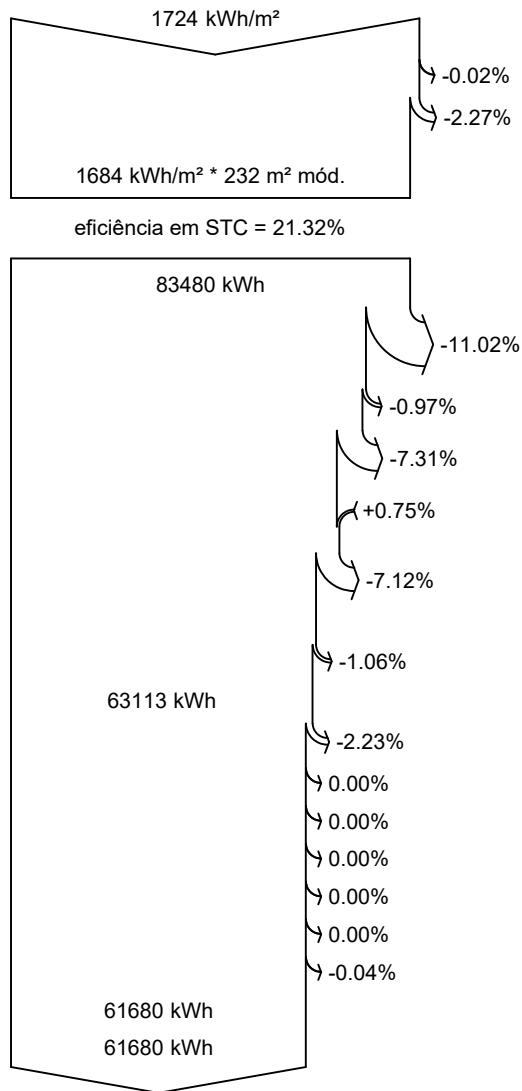 1724 kWh/m²
-0.02%
-2.27%
1684 kWh/m² * 232 m² mód.
eficiência em STC = 21.32%
83480 kWh
-11.02%
-0.97%
-7.31%
+0.75%
-7.12%
-1.06%
63113 kWh
-2.23%
0.00%
0.00%
0.00%
0.00%
0.00%
-0.04%
61680 kWh
61680 kWh